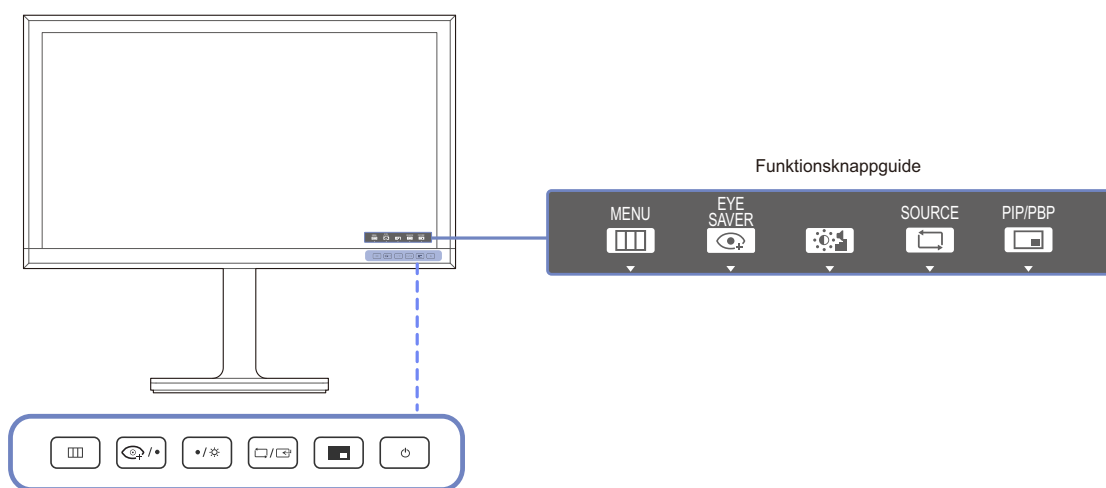 Funktionsknappguide
MENU
EYE
SAVER
SOURCE
PIP/PBP